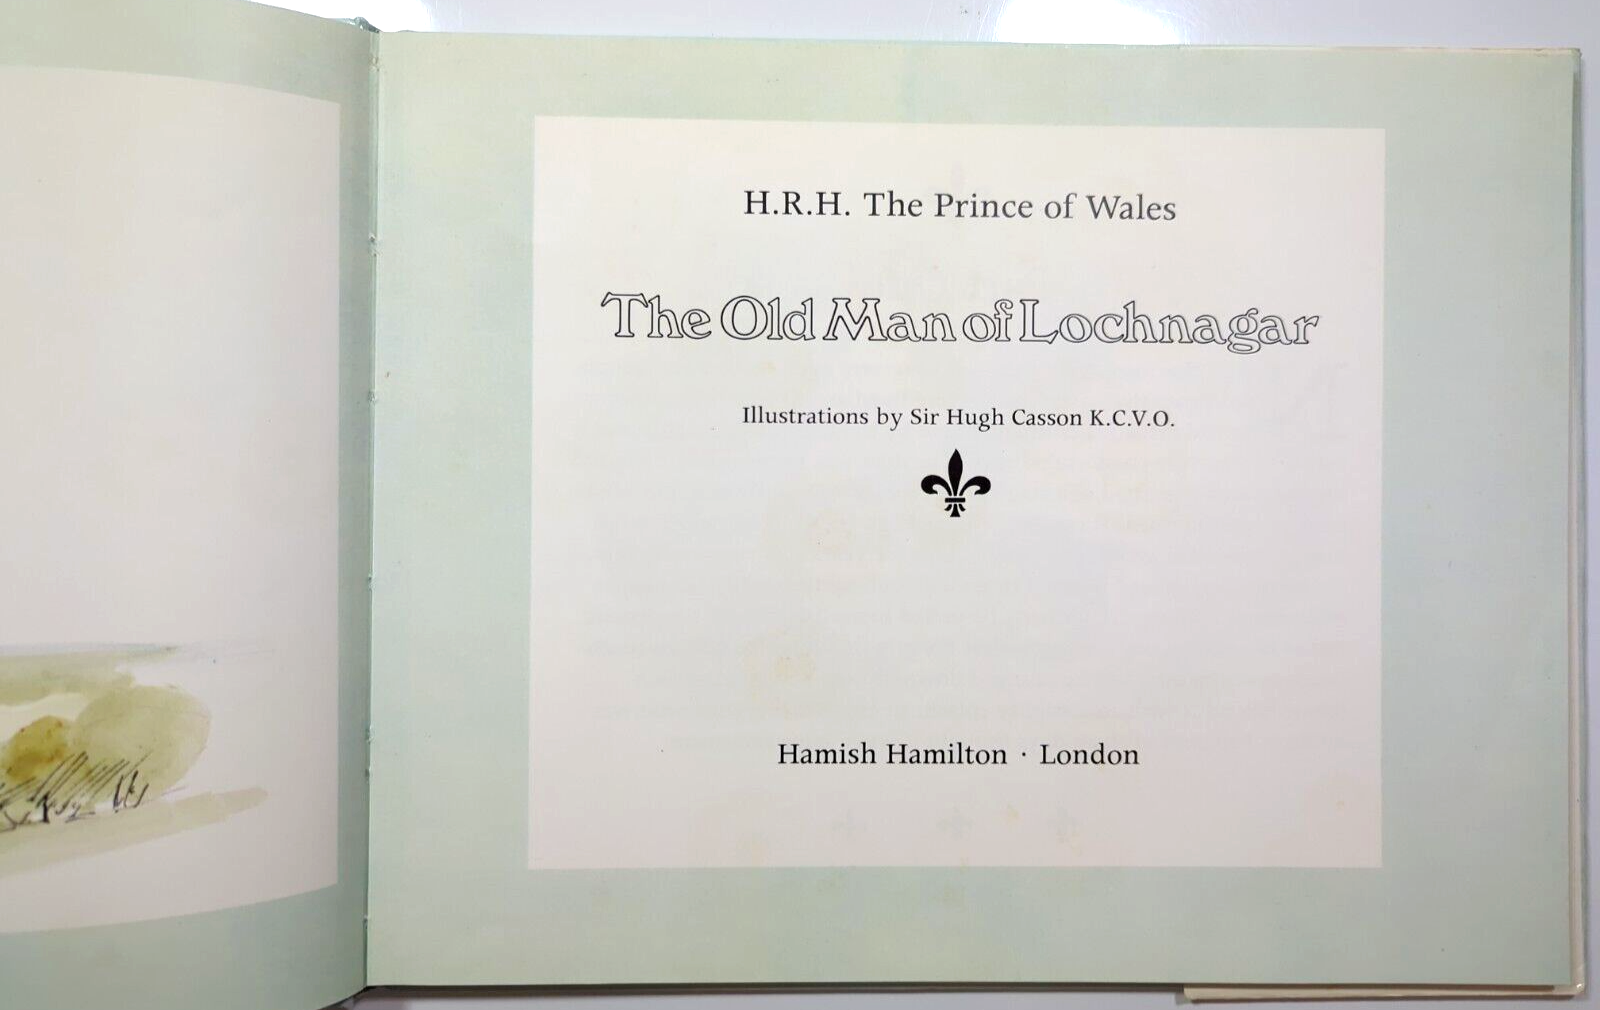 H.R.H. The Prince of Wales
The Old Man of Lochnagar
Illustrations by Sir Hugh Casson K.C.V.O.
Hamish Hamilton · London